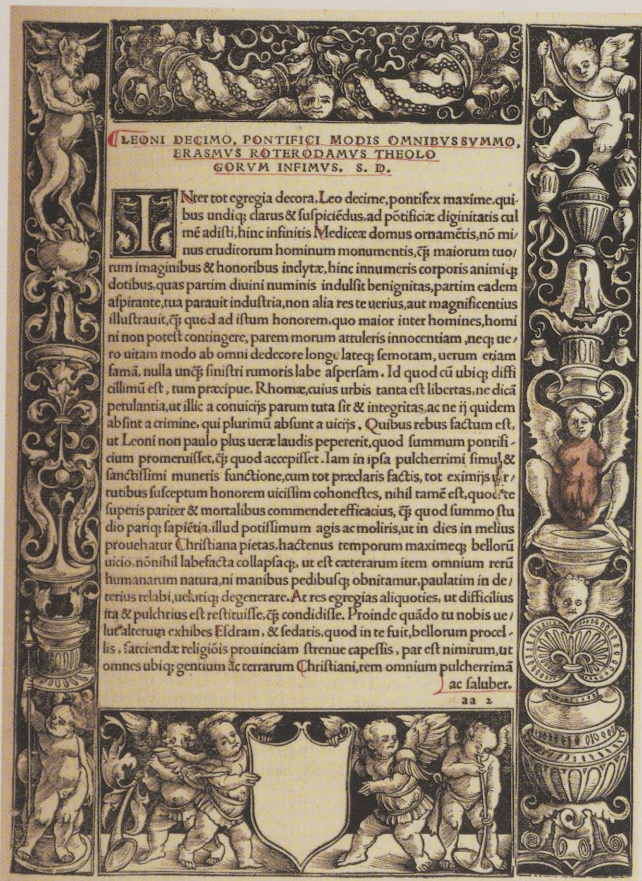 LEONI DECIMO, PONTIFICI MODIS OMNIBUS SUMMO,
ERASMVS ROTERODAMVS THEOLO
GORVM INFIMVS. S. D.
INter tot egregia decora, Leo decime, pontifex maxime, qui-
bus undiq; clarus & suspiciēdus, ad pōtificiæ diginitatis cul
mē adisti, hinc infinitis Mediceæ domus ornamētis, nō mi-
nus eruditorum hominum monumentis, q̄; maiorum tuo/
rum imaginibus & honoribus indytæ, hinc innumeris corporis animi q;
dotibus, quas partim diuini numinis indulsit benignitas, partim eadem
aspirante, tua parauit industria, non alia res te uerius, aut magnificentius
illustrauit, q̄; quod ad istum honorem, quo maior inter homines, homi
ni non potest contingere, parem morum attuleris innocentiam, neq; ue/
ro uitam modo ab omni dedecore longe lateq; semotam, uerum etiam
famā, nulla unq̄; sinistri rumoris labe aspersam. Id quod cū ubiq; diffi
cillimū est, tum præcipue. Rhomæ, cuius urbis tanta est libertas, ne dicā
petulantia, ut illic a conuicijs parum tuta sit & integritas, ac ne ij quidem
absint a crimine, qui plurimū absunt a uicijs. Quibus rebus factum est,
ut Leoni non paulo plus ueræ laudis pepererit, quod summum pontifi-
cium promeruisset, q̄; quod accepisset. Iam in ipsa pulcherrimi simul &
sanctissimi muneris functione, cum tot præclaris factis, tot eximijs
tutibus susceptum honorem uicissim cohonestes, nihil tamē est, quod te
superis pariter & mortalibus commendet efficacius, q̄; quod summo stu
dio pariq; sapiētia, illud potissimum agis ac moliris, ut in dies in melius
prouehatur Christiana pietas, hactenus temporum maximeq; bellorū
uicio, nōnihil labefacta collapsaq;, ut est cæterarum item omnium rerū
humanarum natura, ni manibus pedibusq; obnitamur, paulatim in de/
terius relabi, uelutiq; degenerare. At res egregias aliquoties, ut difficilius
ita & pulchrius est restituisse, q̄; condidisse. Proinde quādo tu nobis ue/
lut alterum exhibes Esdram, & sedatis, quod in te fuit, bellorum procel-
lis, sarciendæ religiōis prouinciam strenue capessis, par est nimirum, ut
omnes ubiq; gentium ac terrarum Christiani, rem omnium pulcherrimā
ac saluber.
aa 2